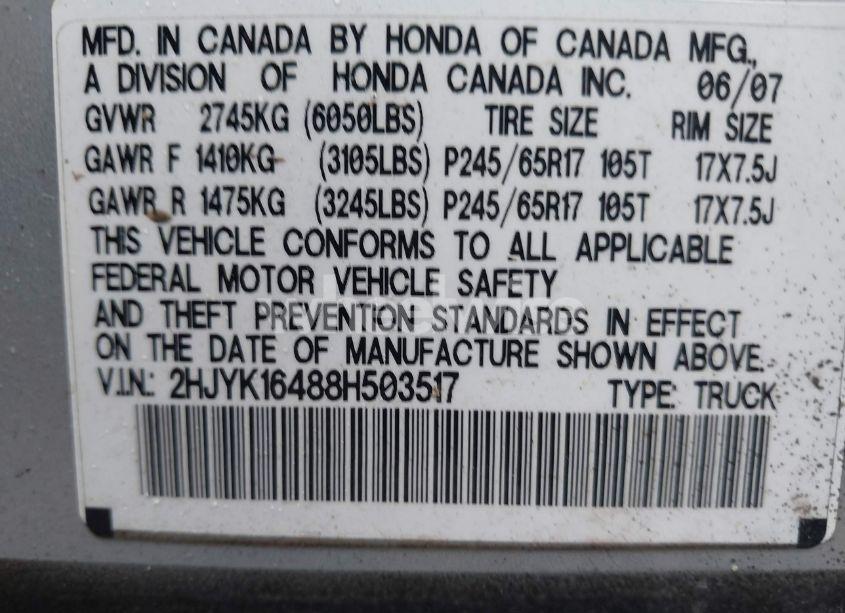 MFD. IN CANADA BY HONDA OF CANADA MFG.,
A DIVISION OF HONDA CANADA INC. 06/07
GVWR 2745KG (6050LBS) TIRE SIZE RIM SIZE
GAWR F 1410KG (3105LBS) P245/65R17 105T 17X7.5J
GAWR R 1475KG (3245LBS) P245/65R17 105T 17X7.5J
THIS VEHICLE CONFORMS TO ALL APPLICABLE
FEDERAL MOTOR VEHICLE SAFETY
AND THEFT PREVENTION STANDARDS IN EFFECT
ON THE DATE OF MANUFACTURE SHOWN ABOVE.
V.I.N.: 2HJYK16488H503517 TYPE: TRUCK